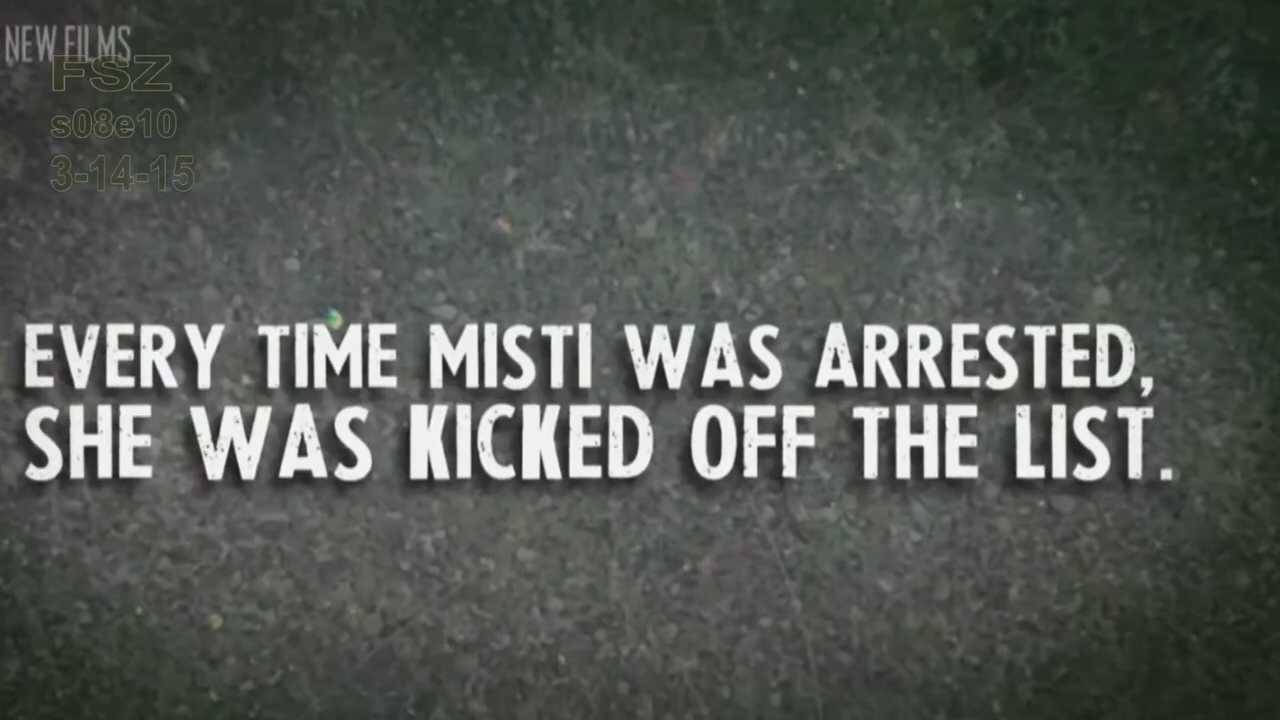 NEW FILMS
FSZ
s08e10
3-14-15
EVERY TIME MISTI WAS ARRESTED,
SHE WAS KICKED OFF THE LIST.